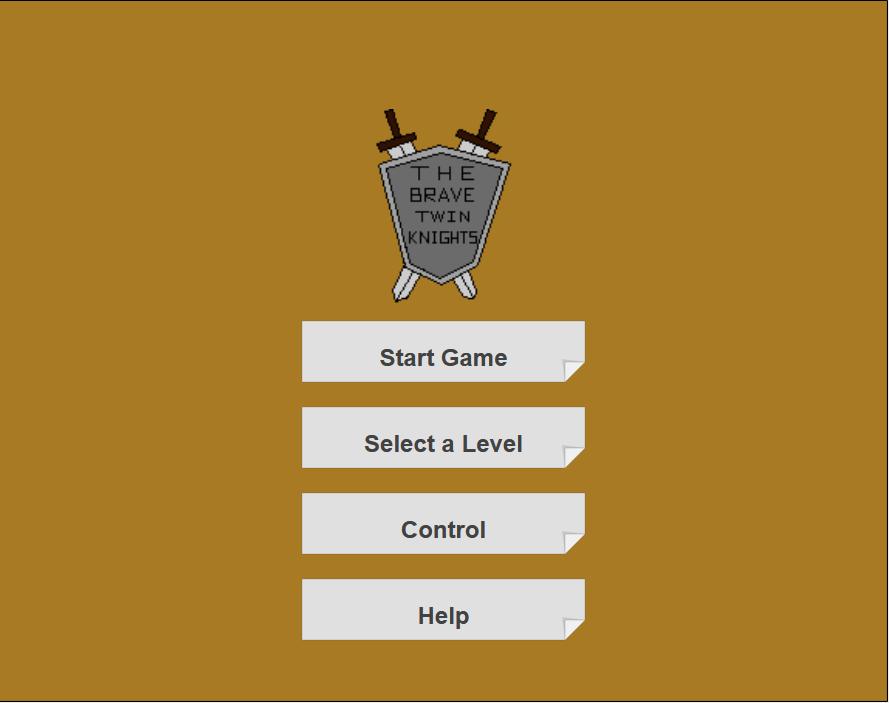 THE
BRAVE
TWIN
KNIGHTS
Start Game
Select a Level
Control
Help